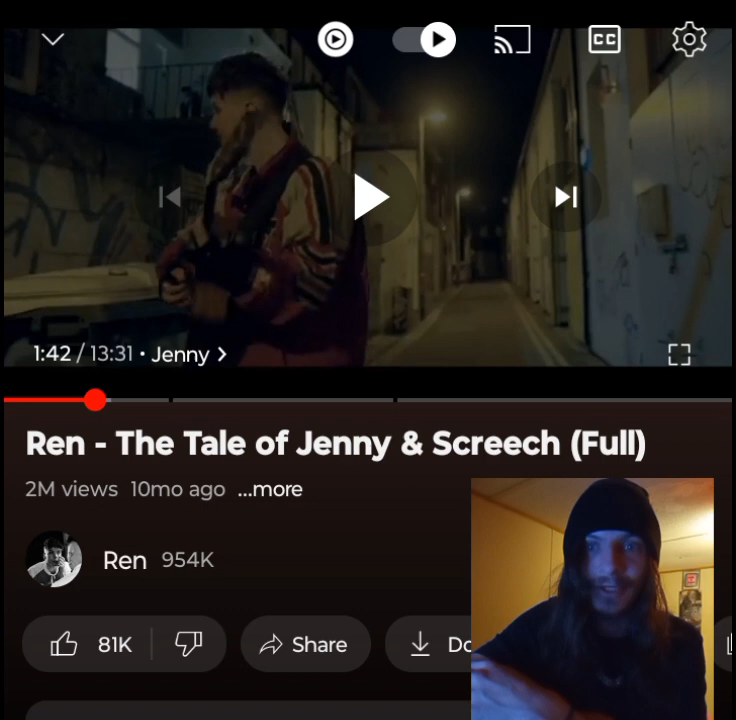 CC
1:42 / 13:31 • Jenny >
Ren - The Tale of Jenny & Screech (Full)
2M views 10mo ago ...more
Ren 954K
81K Share